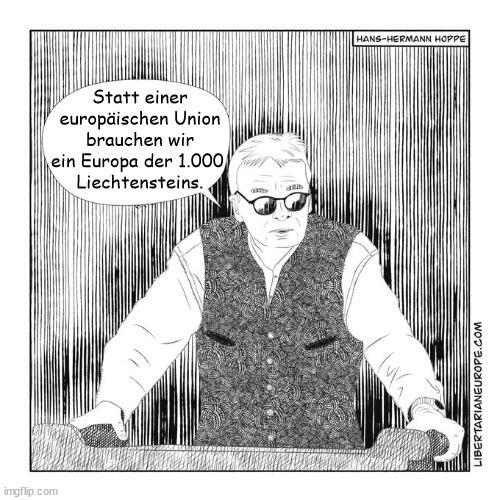 HANS-HERMANN HOPPE
Statt einer
europäischen Union
brauchen wir
ein Europa der 1.000
Liechtensteins.
LIBERTARIANEUROPE.COM
imgflip.com